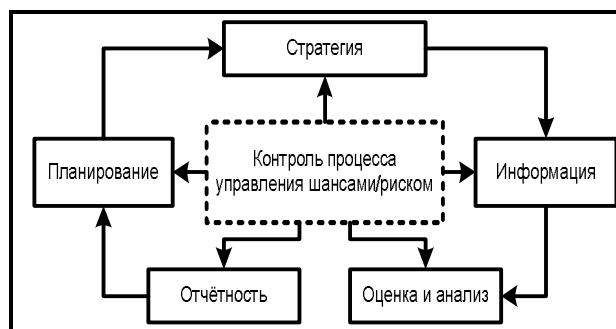 Стратегия
Контроль процесса
управления шансами/риском
Планирование
Информация
Отчётность
Оценка и анализ